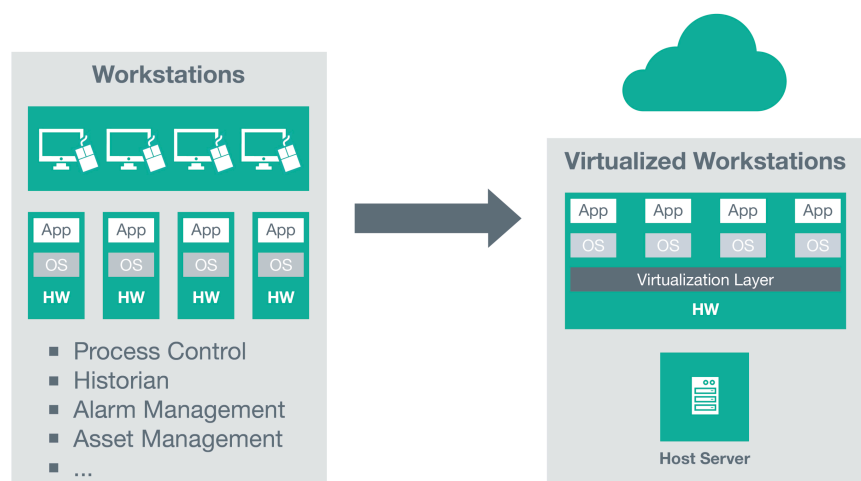 Workstations
App App App App
OS OS OS OS
HW HW HW HW
▪ Process Control
▪ Historian
▪ Alarm Management
▪ Asset Management
▪ ...
Virtualized Workstations
App App App App
OS OS OS OS
Virtualization Layer
HW
Host Server